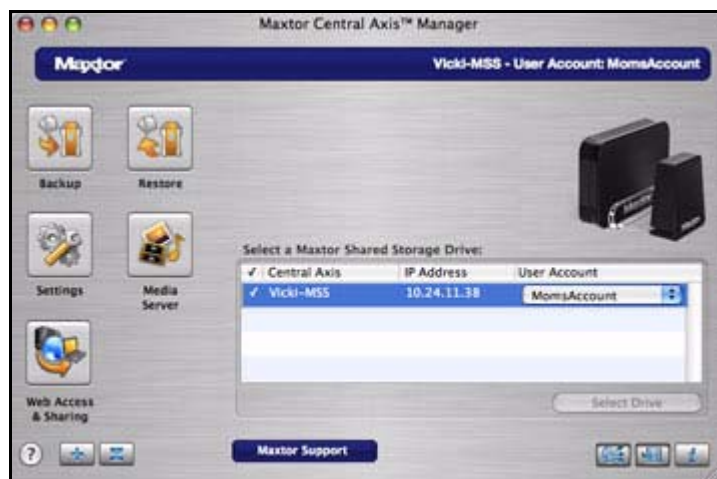 Maxtor Central Axis™ Manager
Maxtor
Vicki-MSS - User Account: MomsAccount
Backup
Restore
Settings
Media
Server
Web Access
& Sharing
Maxtor
Select a Maxtor Shared Storage Drive:
✓ Central Axis IP Address User Account
✓ Vicki-MSS 10.24.11.38 MomsAccount
Select Drive
?
Maxtor Support
i